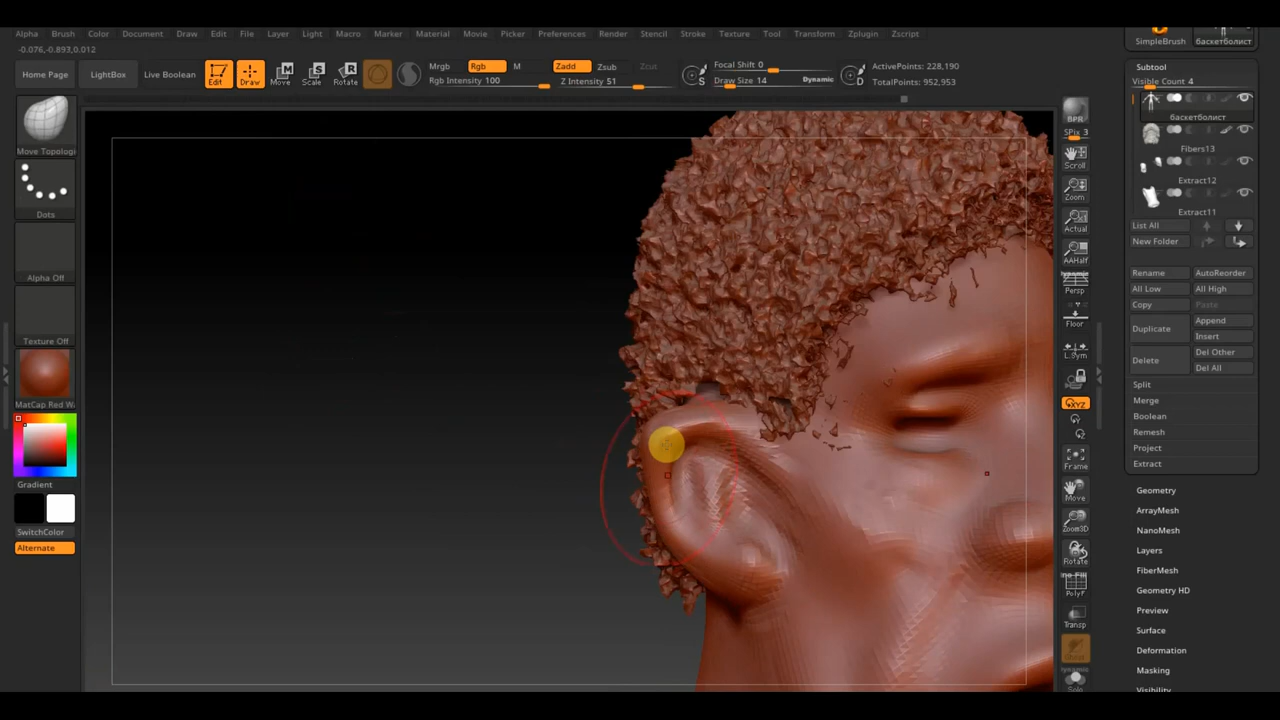 Alpha Brush Color Document Draw Edit File Layer Light Macro Marker Material Movie Picker Preferences Render Stencil Stroke Texture Tool Transform Zplugin Zscript
-0.076,-0.893,0.012
Home Page
LightBox
Live Boolean
Edit
Draw
Move
Scale
Rotate
Mrgb
Rgb
M
Rgb Intensity 100
Zadd
Zsub
Zcut
Z Intensity 51
S
Focal Shift 0
Draw Size 14
Dynamic
D
ActivePoints: 228,190
TotalPoints: 952,953
Move Topologi
Dots
Alpha Off
Texture Off
MatCap Red W
Gradient
SwitchColor
Alternate
BPR
SPix 3
Scroll
Zoom
Actual
AAHalf
Dynamic
Persp
Floor
L.Sym
XYZ
Y
Z
Frame
Move
Zoom3D
Rotate
PolyF
Transp
Dynamic
Solo
SimpleBrush
баскетболист
Subtool
Visible Count 4
баскетболист
Fibers13
Extract12
Extract11
List All
New Folder
Rename
AutoReorder
All Low
All High
Copy
Paste
Duplicate
Append
Insert
Delete
Del Other
Del All
Split
Merge
Boolean
Remesh
Project
Extract
Geometry
ArrayMesh
NanoMesh
Layers
FiberMesh
Geometry HD
Preview
Surface
Deformation
Masking